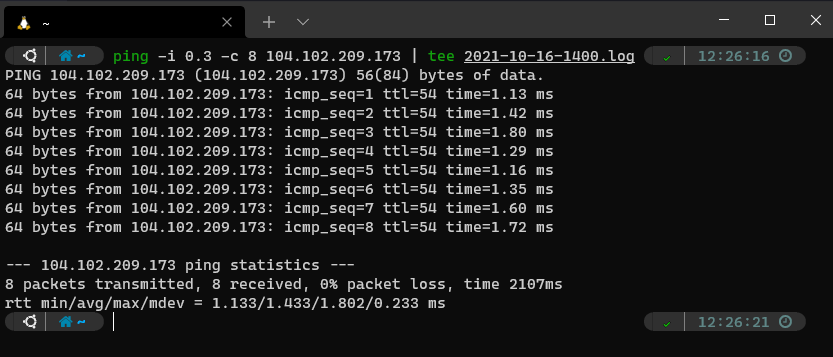 ~
~ ping -i 0.3 -c 8 104.102.209.173 | tee 2021-10-16-1400.log ✓ 12:26:16
PING 104.102.209.173 (104.102.209.173) 56(84) bytes of data.
64 bytes from 104.102.209.173: icmp_seq=1 ttl=54 time=1.13 ms
64 bytes from 104.102.209.173: icmp_seq=2 ttl=54 time=1.42 ms
64 bytes from 104.102.209.173: icmp_seq=3 ttl=54 time=1.80 ms
64 bytes from 104.102.209.173: icmp_seq=4 ttl=54 time=1.29 ms
64 bytes from 104.102.209.173: icmp_seq=5 ttl=54 time=1.16 ms
64 bytes from 104.102.209.173: icmp_seq=6 ttl=54 time=1.35 ms
64 bytes from 104.102.209.173: icmp_seq=7 ttl=54 time=1.60 ms
64 bytes from 104.102.209.173: icmp_seq=8 ttl=54 time=1.72 ms
--- 104.102.209.173 ping statistics ---
8 packets transmitted, 8 received, 0% packet loss, time 2107ms
rtt min/avg/max/mdev = 1.133/1.433/1.802/0.233 ms
~ ✓ 12:26:21